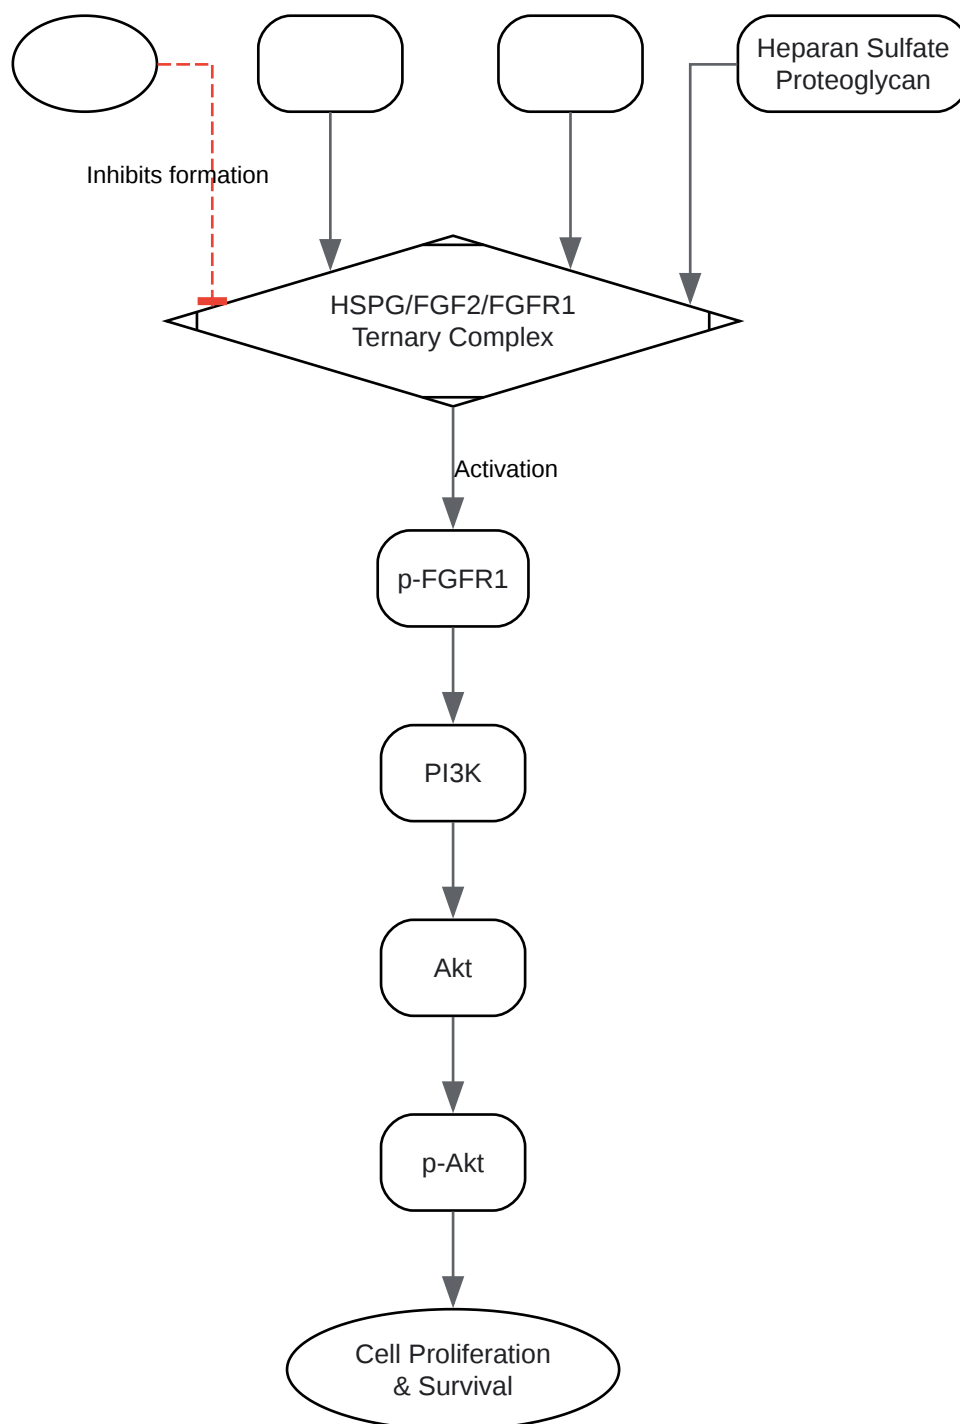 Heparan Sulfate
Proteoglycan
Inhibits formation
HSPG/FGF2/FGFR1
Ternary Complex
Activation
p-FGFR1
PI3K
Akt
p-Akt
Cell Proliferation
& Survival